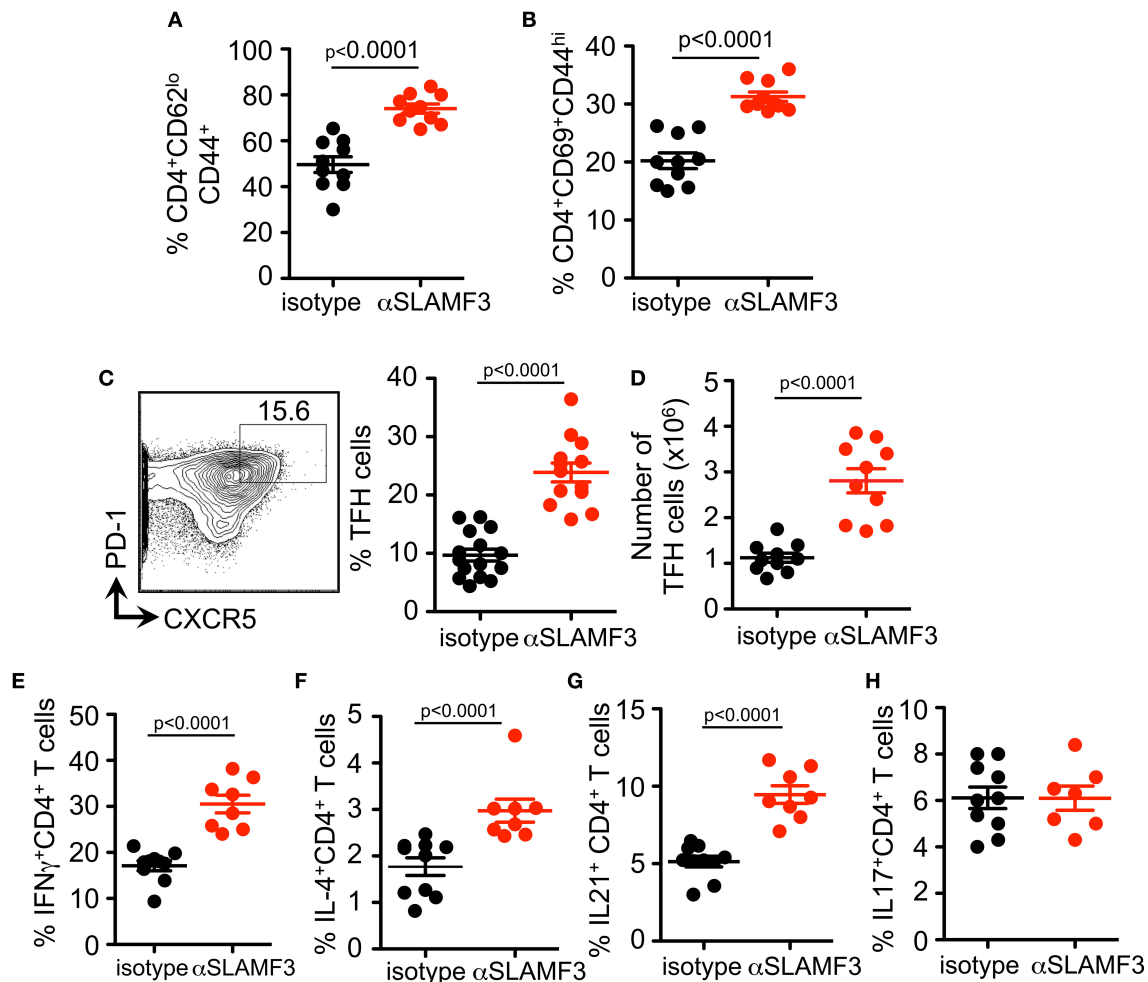 A
p<0.0001
% CD4⁺CD62ˡᵒ
CD44⁺
100
80
60
40
20
0
isotype αSLAMF3
B
p<0.0001
% CD4⁺CD69⁺CD44ʰⁱ
40
30
20
10
0
isotype αSLAMF3
C
15.6
PD-1
CXCR5
p<0.0001
% TFH cells
40
30
20
10
0
isotype αSLAMF3
D
p<0.0001
Number of
TFH cells (x10⁶)
5
4
3
2
1
0
isotype αSLAMF3
E
p<0.0001
% IFNγ⁺CD4⁺ T cells
50
40
30
20
10
0
isotype αSLAMF3
F
p<0.0001
% IL-4⁺CD4⁺ T cells
5
4
3
2
1
0
isotype αSLAMF3
G
p<0.0001
% IL21⁺ CD4⁺ T cells
15
10
5
0
isotype αSLAMF3
H
% IL17⁺CD4⁺ T cells
10
8
6
4
2
0
isotype αSLAMF3